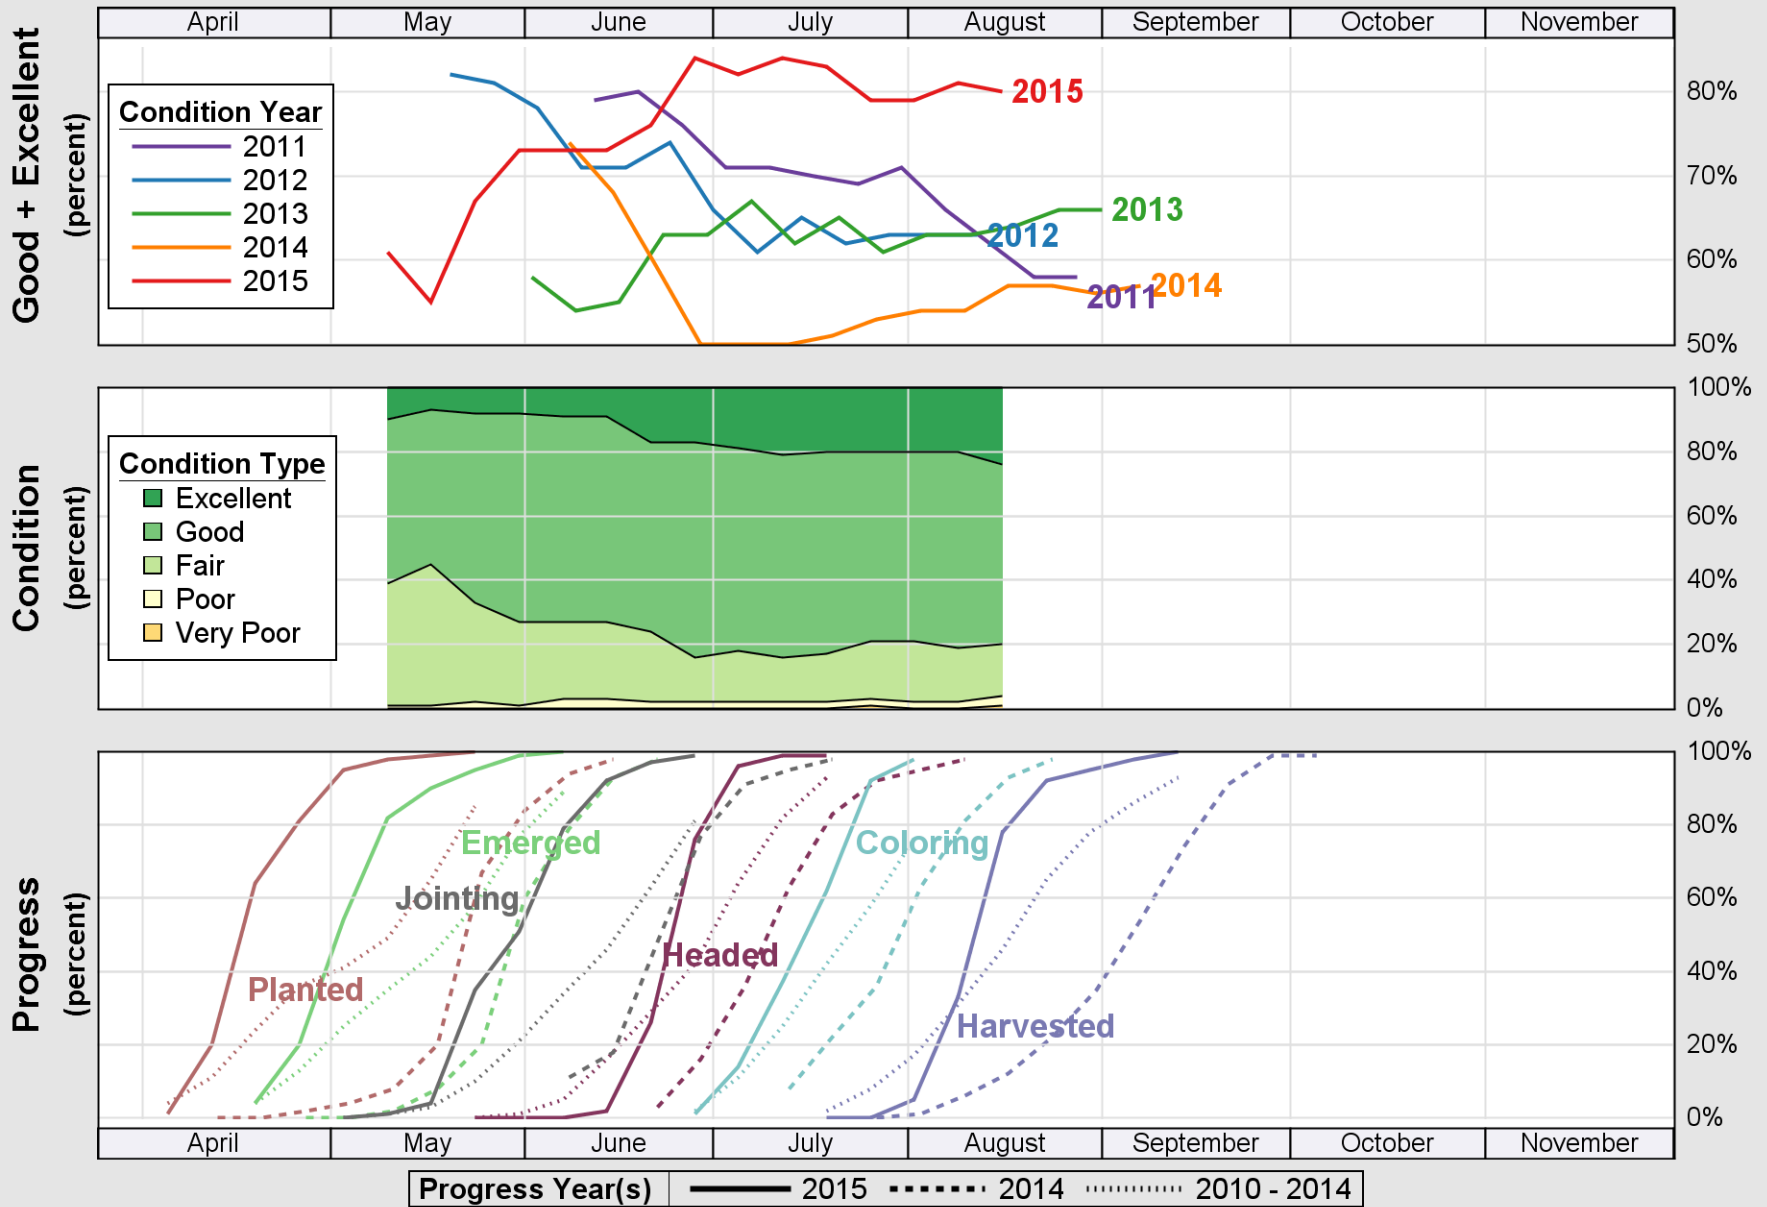 April May June July August September October November
Good + Excellent
(percent)
Condition Year
2011
2012
2013
2014
2015
2015
2013
2012
2011
2014
80%
70%
60%
50%
Condition
(percent)
Condition Type
Excellent
Good
Fair
Poor
Very Poor
100%
80%
60%
40%
20%
0%
Progress
(percent)
Emerged
Coloring
Jointing
Headed
Planted
Harvested
100%
80%
60%
40%
20%
0%
April May June July August September October November
Progress Year(s) 2015 2014 2010 - 2014